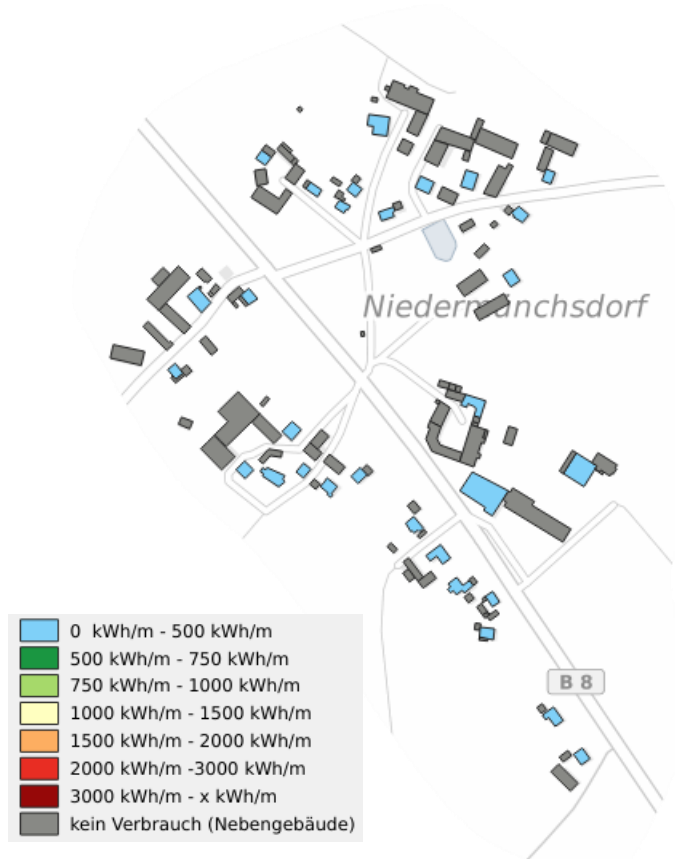 Niedermanchsdorf
B 8
0 kWh/m - 500 kWh/m
500 kWh/m - 750 kWh/m
750 kWh/m - 1000 kWh/m
1000 kWh/m - 1500 kWh/m
1500 kWh/m - 2000 kWh/m
2000 kWh/m -3000 kWh/m
3000 kWh/m - x kWh/m
kein Verbrauch (Nebengebäude)